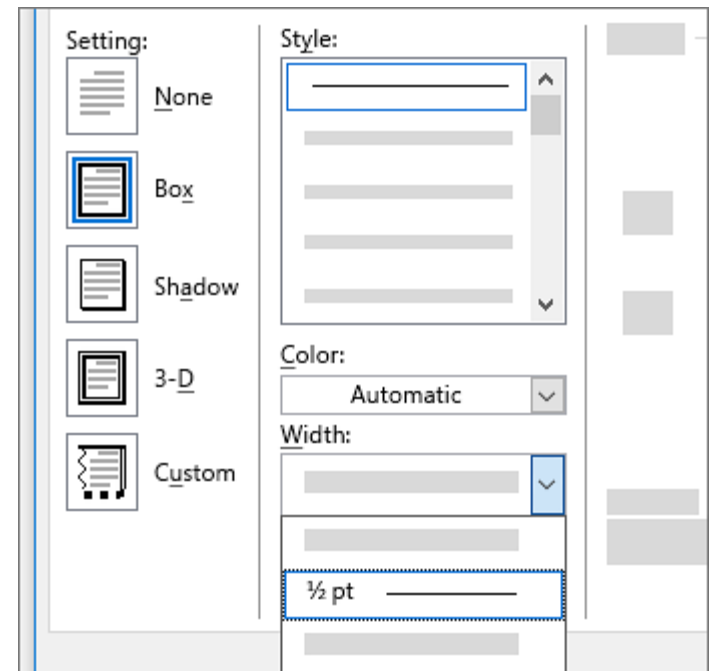 Setting:
None
Box
Shadow
3-D
Custom
Style:
Color:
Automatic
Width:
½ pt